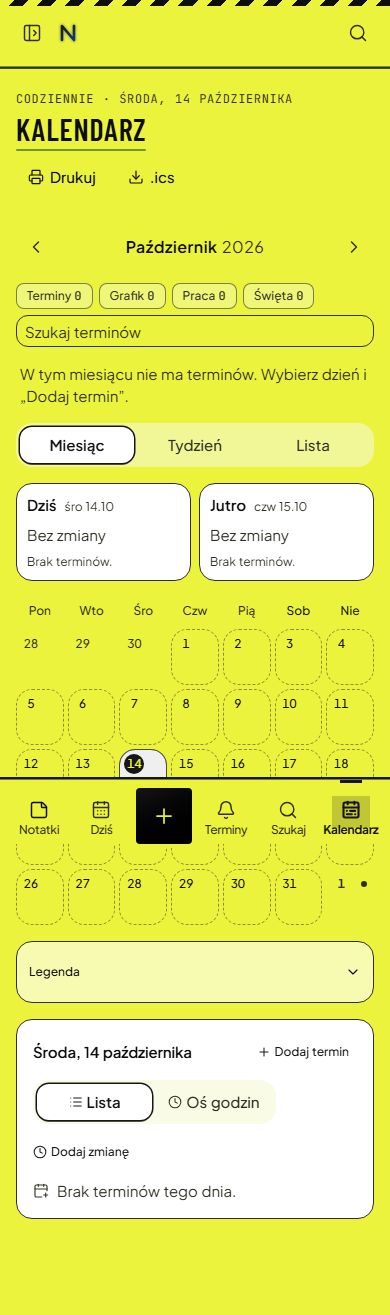 N
CODZIENNIE · ŚRODA, 14 PAŹDZIERNIKA
KALENDARZ
Drukuj .ics
Październik 2026
Terminy 0 Grafik 0 Praca 0 Święta 0
Szukaj terminów
W tym miesiącu nie ma terminów. Wybierz dzień i
„Dodaj termin”.
Miesiąc Tydzień Lista
Dziś śro 14.10
Bez zmiany
Brak terminów.
Jutro czw 15.10
Bez zmiany
Brak terminów.
Pon Wto Śro Czw Pią Sob Nie
28 29 30 1 2 3 4
5 6 7 8 9 10 11
12 13 14 15 16 17 18
Notatki Dziś Terminy Szukaj Kalendarz
26 27 28 29 30 31 1
Legenda
Środa, 14 października
Dodaj termin
Lista Oś godzin
Dodaj zmianę
Brak terminów tego dnia.